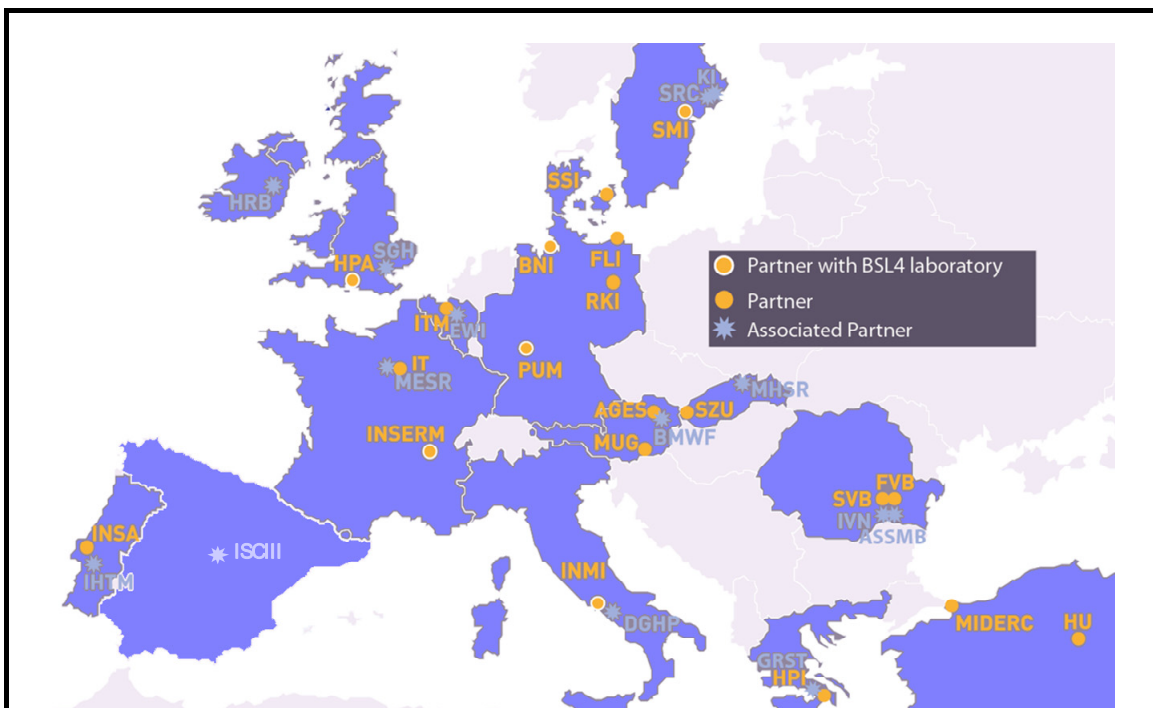 KI
SRC
SMI
SSI
HRB
SGH
HPA
BNI
FLI
RKI
Partner with BSL4 laboratory
Partner
Associated Partner
ITM
EWI
IT
MESR
PUM
MHSR
AGES
SZU
BMWF
MUG
INSERM
FVB
SVB
IVN
ASSMB
INSA
IHTM
ISCIII
INMI
DGHP
MIDERC
HU
GRST
HPI